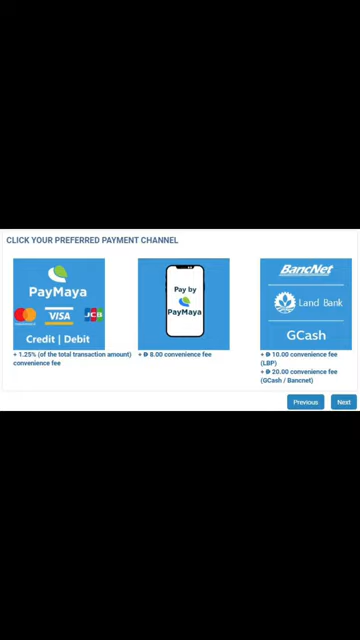 CLICK YOUR PREFERRED PAYMENT CHANNEL
PayMaya
VISA
JCB
Credit | Debit
+ 1.25% (of the total transaction amount)
convenience fee
Pay by
PayMaya
+ ₱ 8.00 convenience fee
BancNet
Land Bank
GCash
+ ₱ 10.00 convenience fee
(LBP)
+ ₱ 20.00 convenience fee
(GCash / Bancnet)
Previous
Next